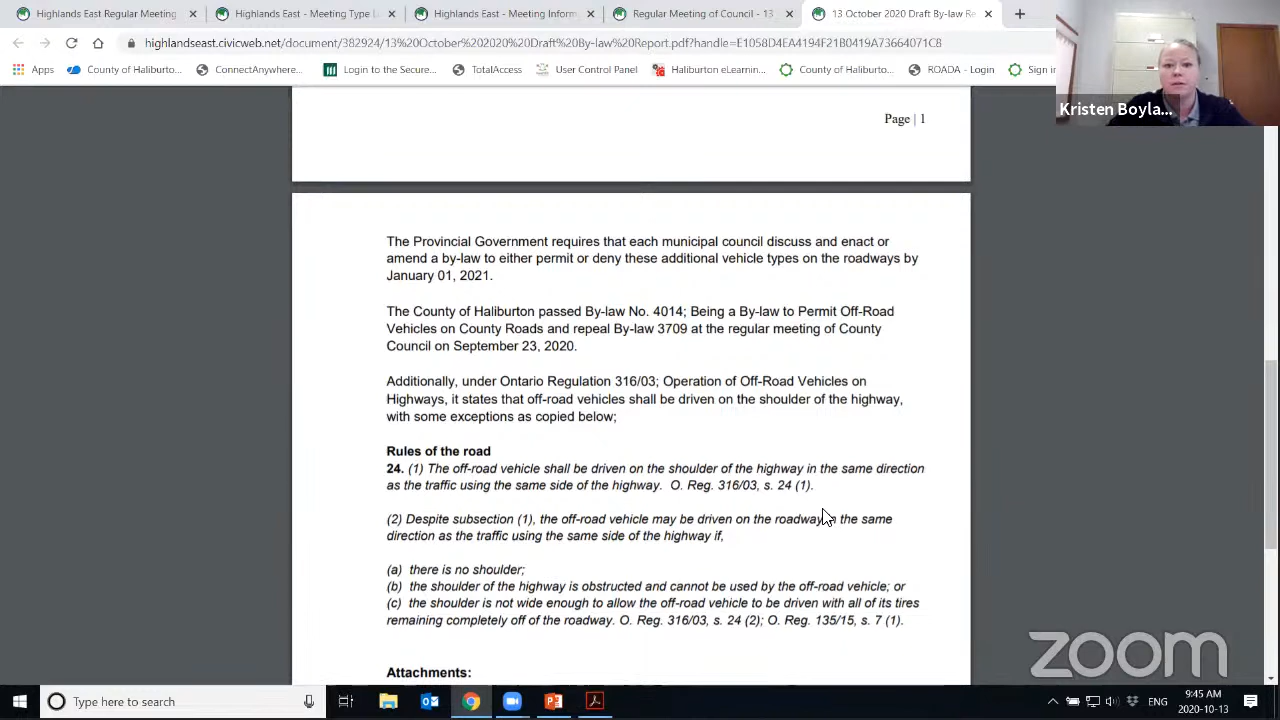 Highlands East - Regular Meeting
Highlands East - Meeting Type
Highlands East - Meeting Inform
Regular Meeting of Council - 13
13 October 2020 Draft By-law Re
highlandseast.civicweb.net/document/382924/13%20October%202020%20Draft%20By-law%20Report.pdf?handle=E1058D4EA4194F21B0419A73664071C8
Apps
County of Haliburto...
ConnectAnywhere...
Login to the Secure...
TotalAccess
User Control Panel
Haliburton eLearnin...
County of Haliburto...
ROADA - Login
Sign in
Kristen Boyla...
Page | 1
The Provincial Government requires that each municipal council discuss and enact or
amend a by-law to either permit or deny these additional vehicle types on the roadways by
January 01, 2021.
The County of Haliburton passed By-law No. 4014; Being a By-law to Permit Off-Road
Vehicles on County Roads and repeal By-law 3709 at the regular meeting of County
Council on September 23, 2020.
Additionally, under Ontario Regulation 316/03; Operation of Off-Road Vehicles on
Highways, it states that off-road vehicles shall be driven on the shoulder of the highway,
with some exceptions as copied below;
Rules of the road
24. (1) The off-road vehicle shall be driven on the shoulder of the highway in the same direction
as the traffic using the same side of the highway. O. Reg. 316/03, s. 24 (1).
(2) Despite subsection (1), the off-road vehicle may be driven on the roadway in the same
direction as the traffic using the same side of the highway if,
(a) there is no shoulder;
(b) the shoulder of the highway is obstructed and cannot be used by the off-road vehicle; or
(c) the shoulder is not wide enough to allow the off-road vehicle to be driven with all of its tires
remaining completely off of the roadway. O. Reg. 316/03, s. 24 (2); O. Reg. 135/15, s. 7 (1).
Attachments:
zoom
Type here to search
ENG
9:45 AM
2020-10-13